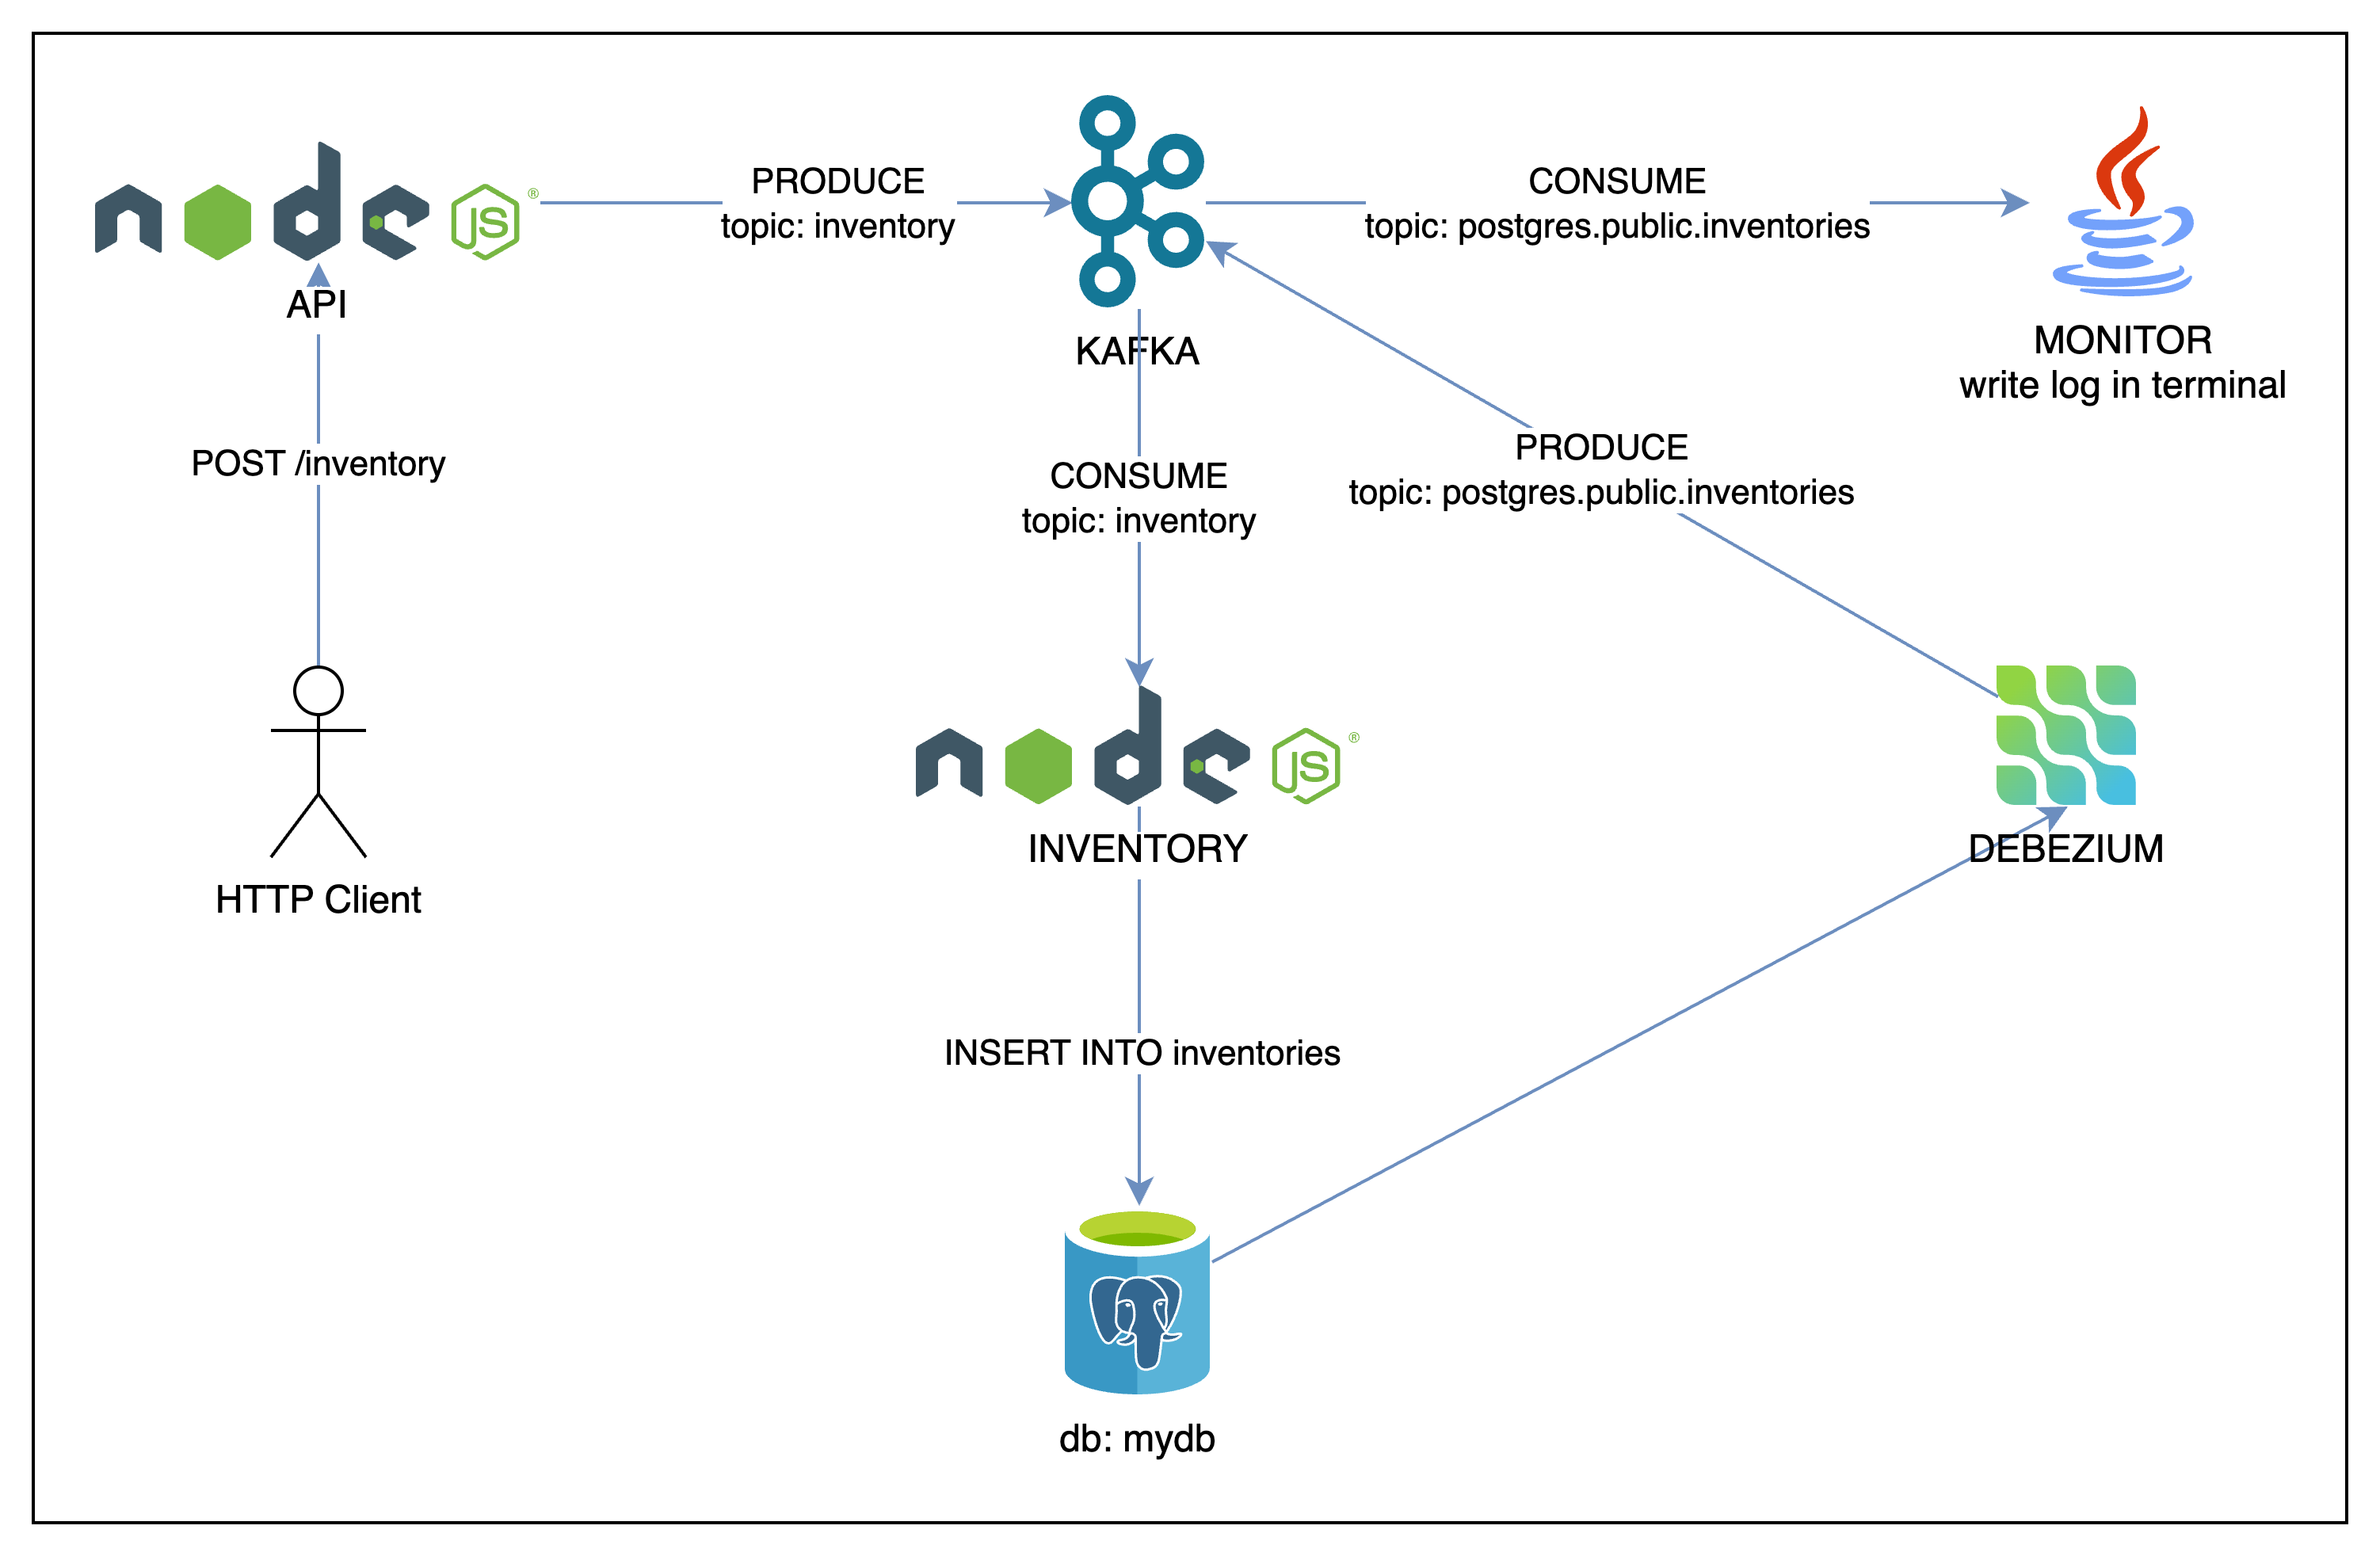 node JS ®
API
PRODUCE
topic: inventory
KAFKA
CONSUME
topic: postgres.public.inventories
MONITOR
write log in terminal
POST /inventory
CONSUME
topic: inventory
PRODUCE
topic: postgres.public.inventories
HTTP Client
node JS ®
INVENTORY
DEBEZIUM
INSERT INTO inventories
db: mydb